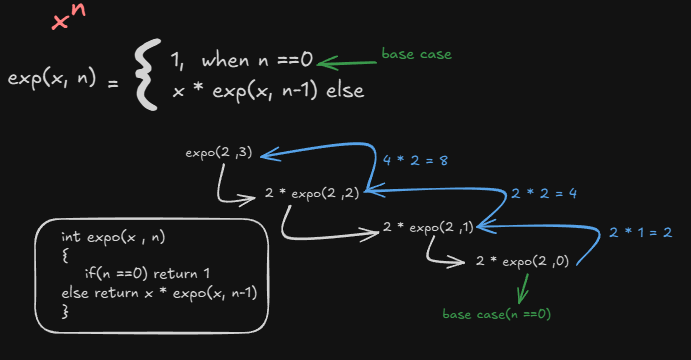 xⁿ
base case
1, when n ==0
exp(x, n) =
x * exp(x, n-1) else
expo(2 ,3)
4 * 2 = 8
2 * expo(2 ,2)
2 * 2 = 4
2 * expo(2 ,1)
2 * 1 = 2
2 * expo(2 ,0)
base case(n ==0)
int expo(x , n)
{
if(n ==0) return 1
else return x * expo(x, n-1)
}